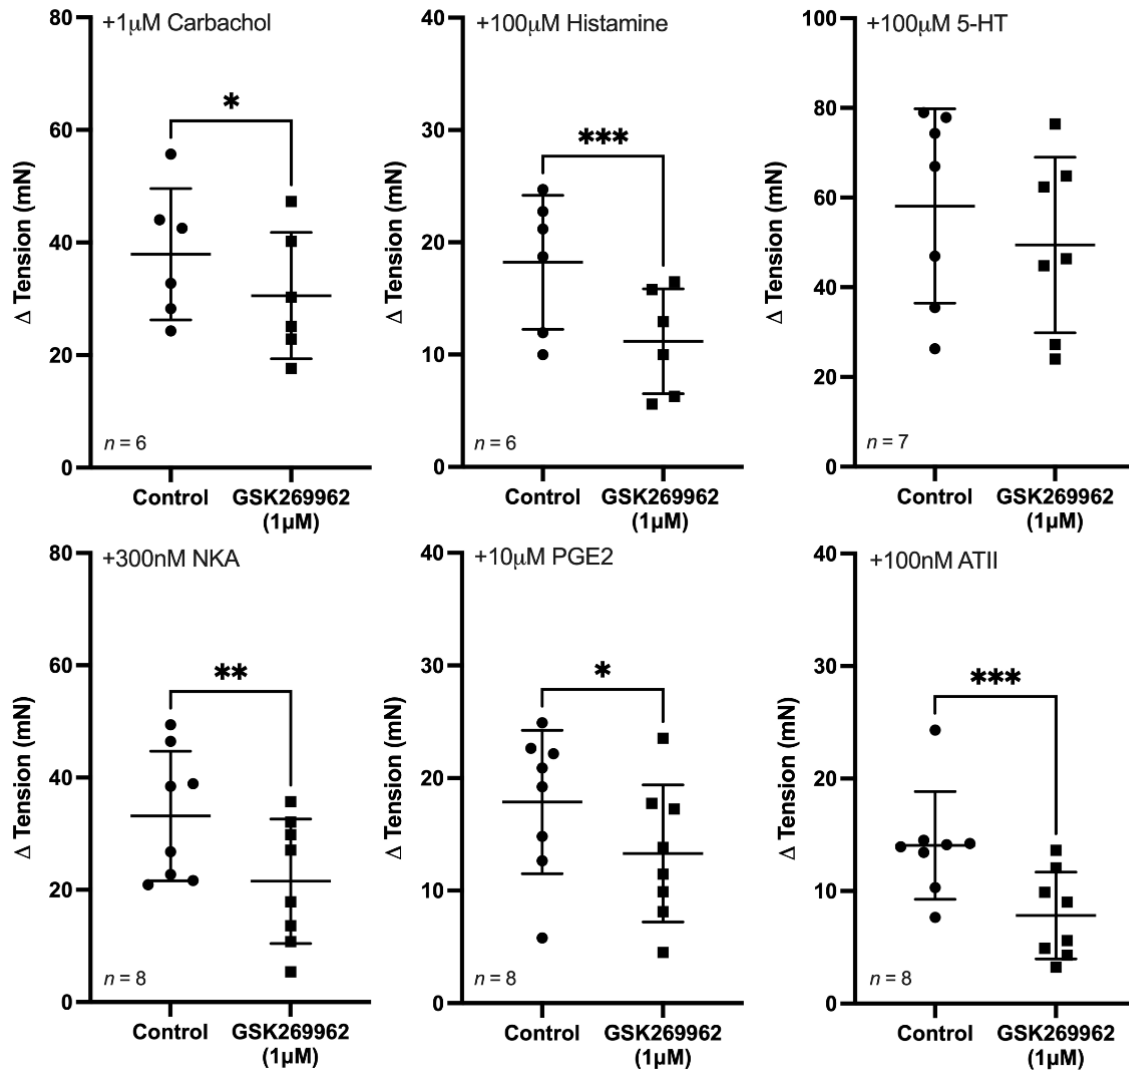 +1μM Carbachol
80
60
40
20
0
Δ Tension (mN)
*
n = 6
Control
GSK269962
(1μM)
+100μM Histamine
40
30
20
10
0
Δ Tension (mN)
***
n = 6
Control
GSK269962
(1μM)
+100μM 5-HT
100
80
60
40
20
0
Δ Tension (mN)
n = 7
Control
GSK269962
(1μM)
+300nM NKA
80
60
40
20
0
Δ Tension (mN)
**
n = 8
Control
GSK269962
(1μM)
+10μM PGE2
40
30
20
10
0
Δ Tension (mN)
*
n = 8
Control
GSK269962
(1μM)
+100nM ATII
40
30
20
10
0
Δ Tension (mN)
***
n = 8
Control
GSK269962
(1μM)